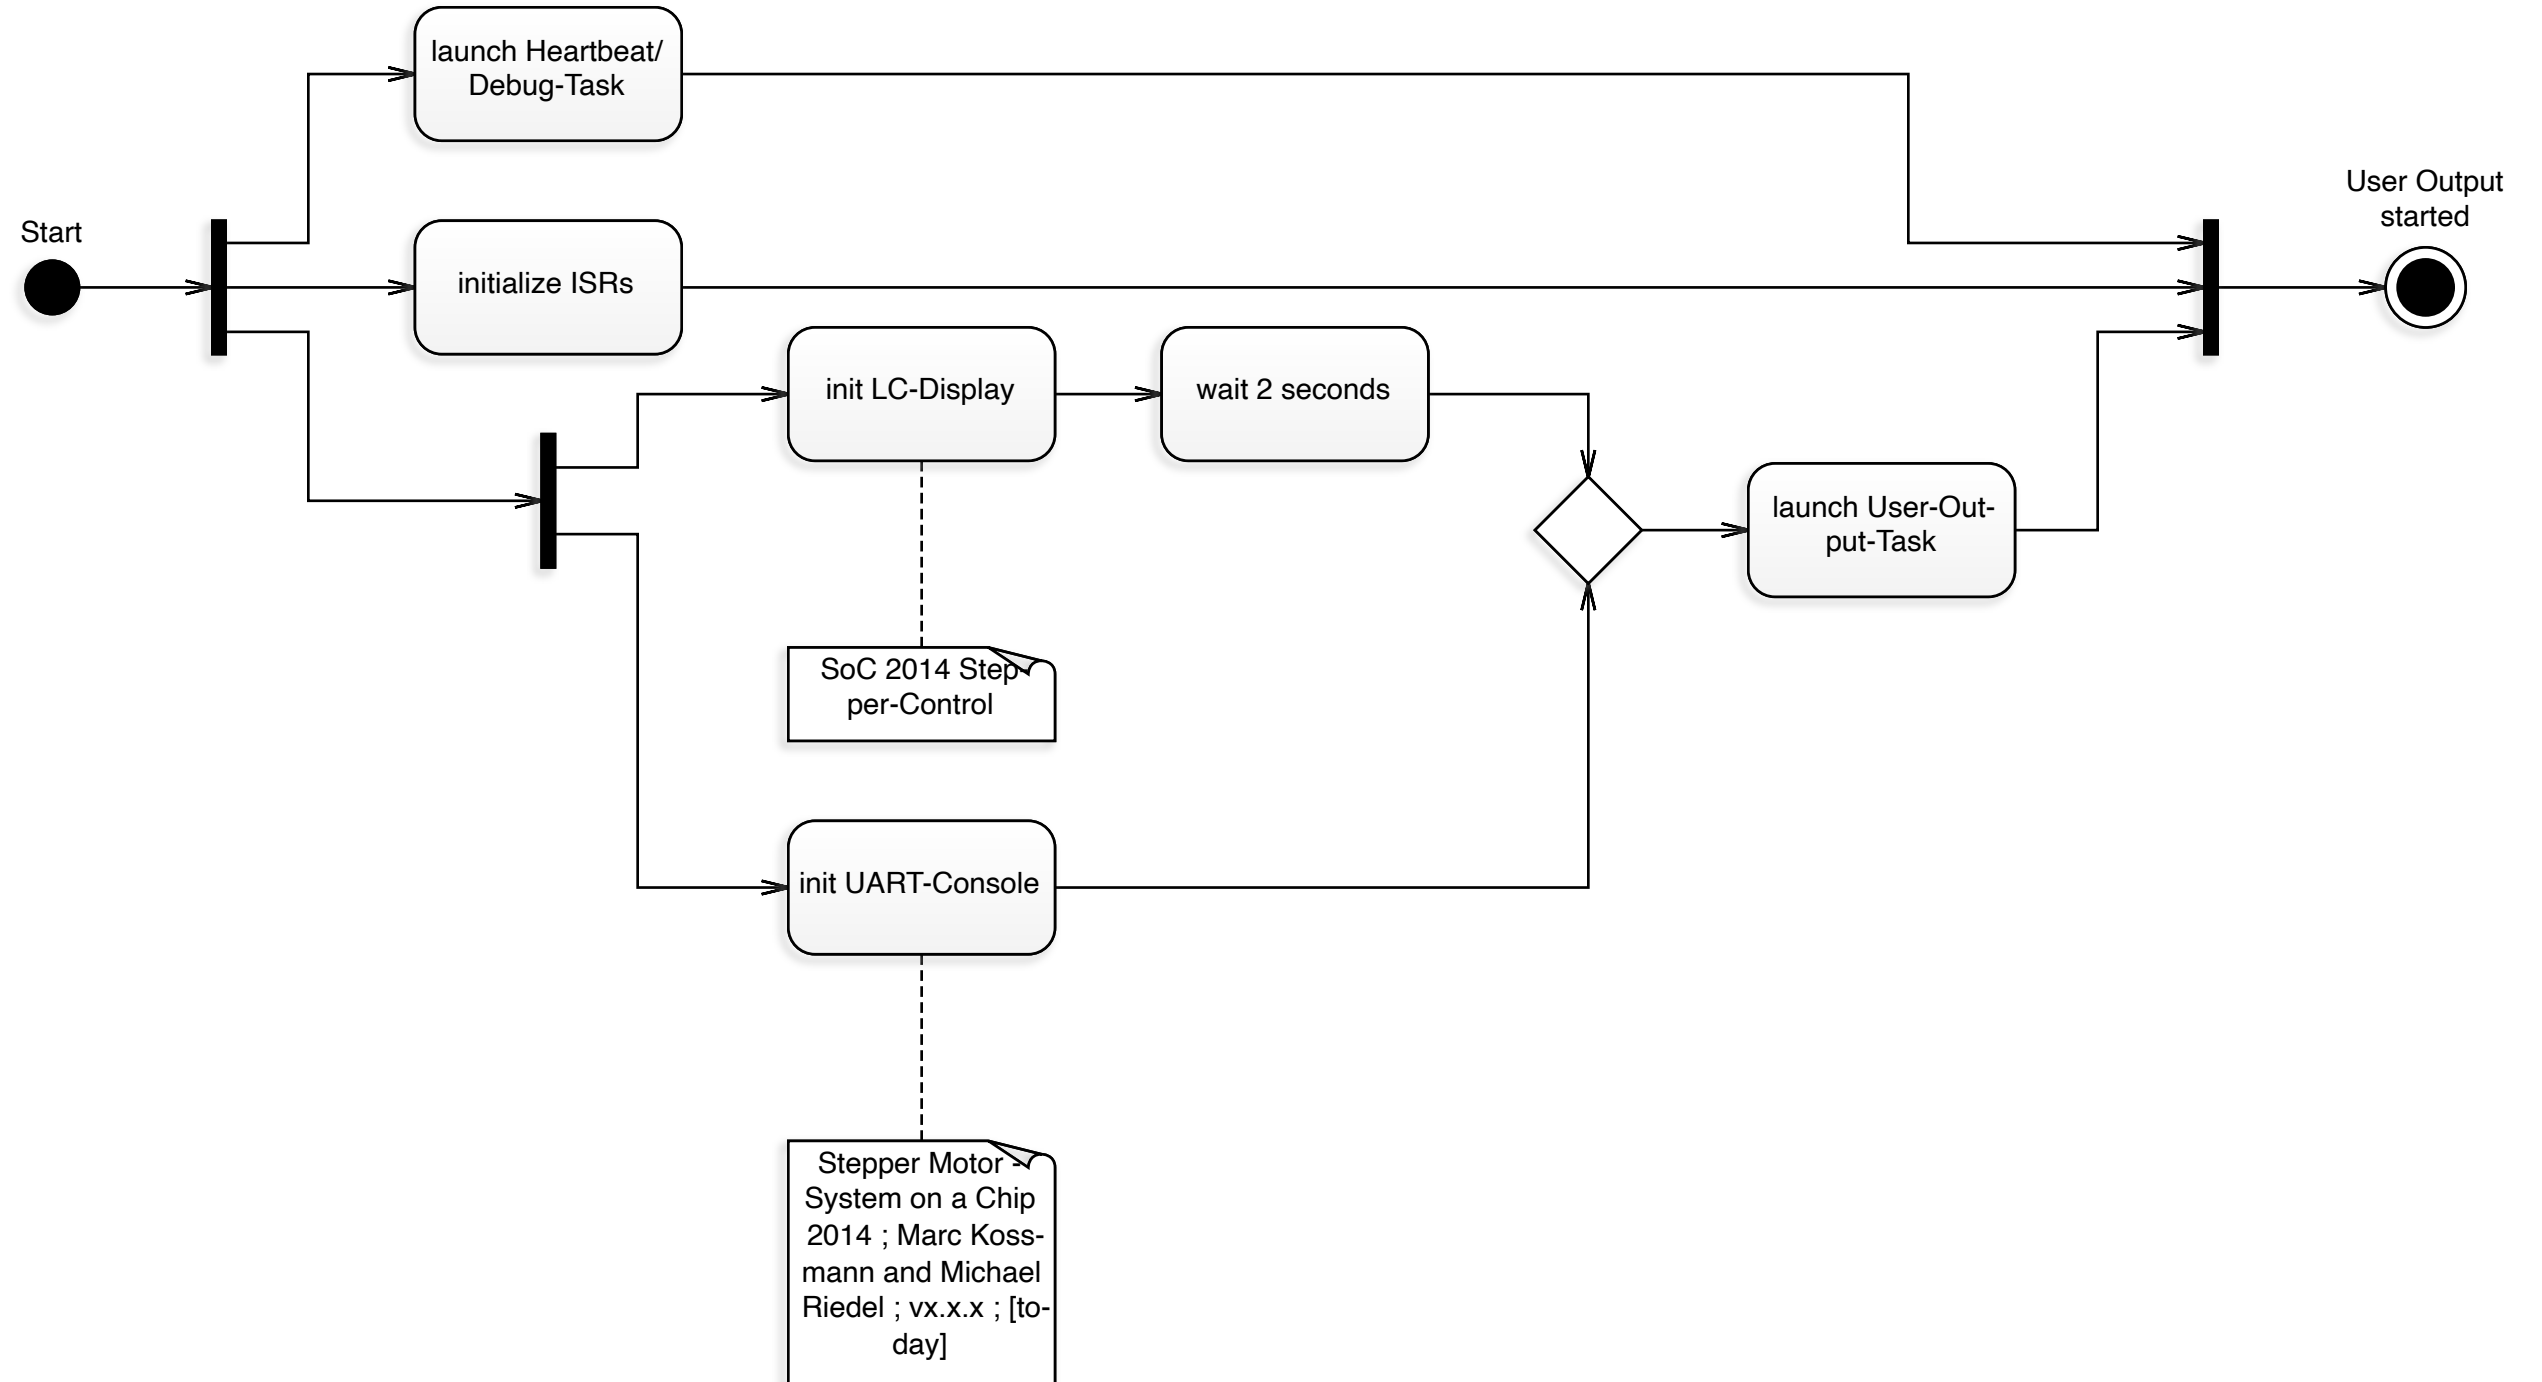 launch Heartbeat/
Debug-Task
User Output
started
Start
initialize ISRs
init LC-Display
wait 2 seconds
launch User-Out-
put-Task
SoC 2014 Step-
per-Control
init UART-Console
Stepper Motor -
System on a Chip
2014 ; Marc Koss-
mann and Michael
Riedel ; vx.x.x ; [to-
day]